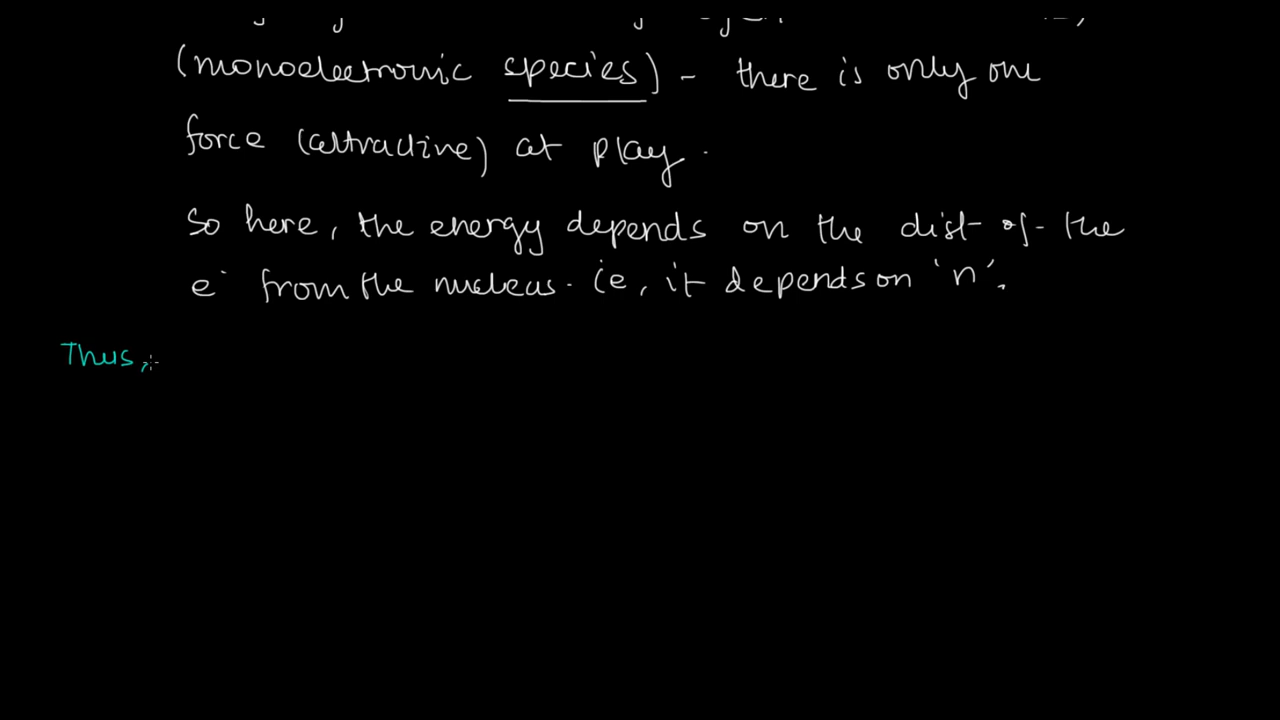 (monoelectronic species) - there is only one
force (attractive) at play.
So here, the energy depends on the dist of the
e- from the nucleus. ie, it depends on 'n'.
Thus,